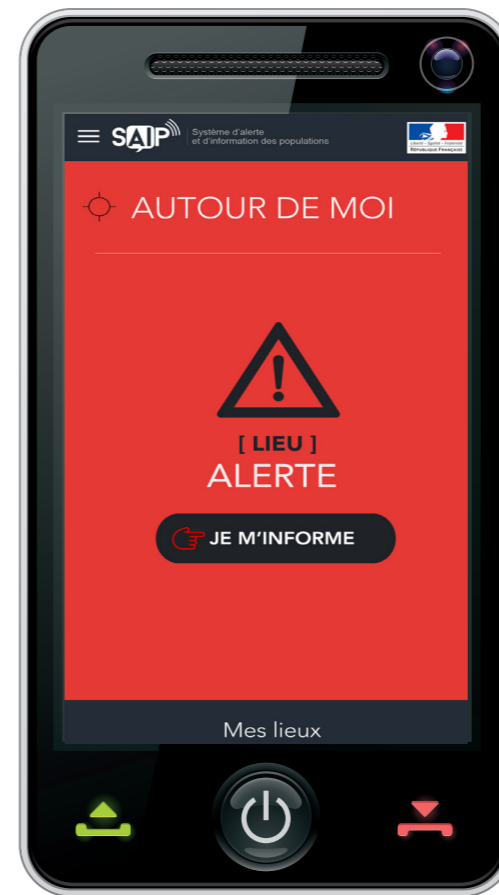 SAIP
Système d'alerte
et d'information des populations
Liberté • Égalité • Fraternité
RÉPUBLIQUE FRANÇAISE
AUTOUR DE MOI
[ LIEU ]
ALERTE
JE M'INFORME
Mes lieux